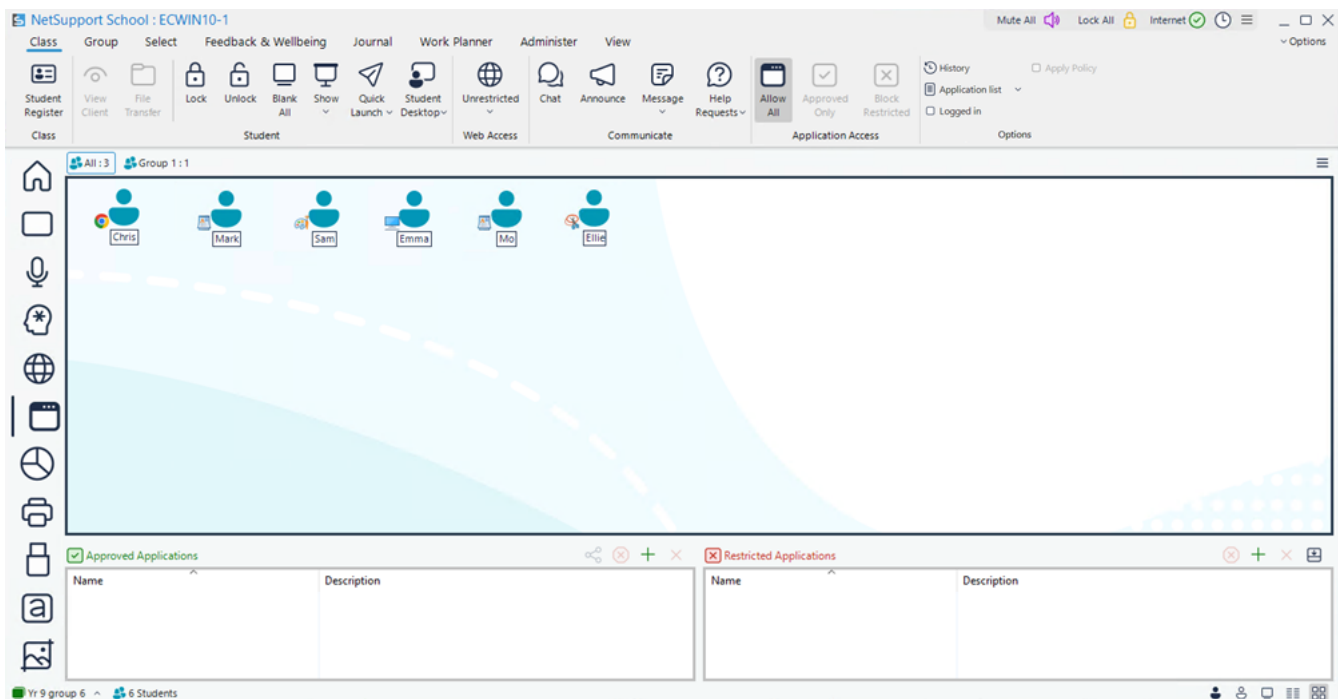 NetSupport School : ECWIN10-1
Mute All Lock All Internet
Class Group Select Feedback & Wellbeing Journal Work Planner Administer View Options
Student Register
View Client
File Transfer
Lock
Unlock
Blank All
Show
Quick Launch
Student Desktop
Unrestricted
Chat
Announce
Message
Help Requests
Allow All
Approved Only
Block Restricted
History
Apply Policy
Application list
Logged in
Class Student Web Access Communicate Application Access Options
All : 3 Group 1 : 1
Chris Mark Sam Emma Mo Ellie
Approved Applications
Restricted Applications
Name Description
Name Description
a
Yr 9 group 6 6 Students